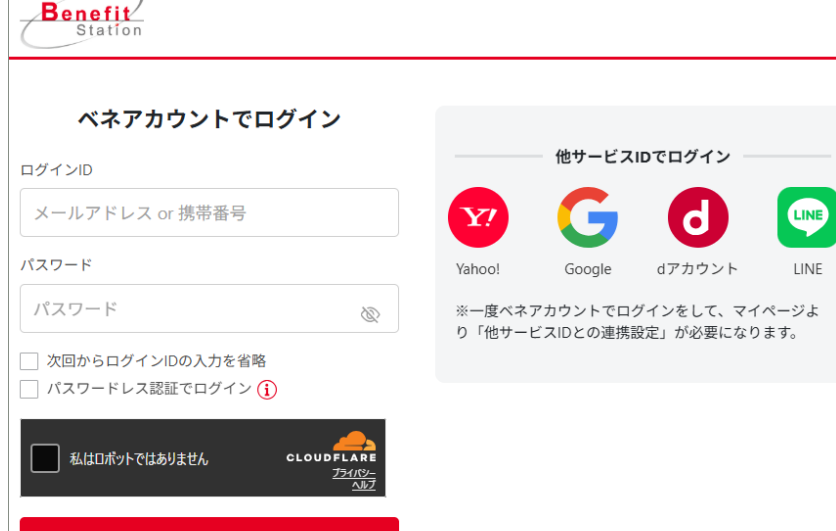 Benefit
Station
ベネアカウントでログイン
ログインID
メールアドレス or 携帯番号
パスワード
パスワード
次回からログインIDの入力を省略
パスワードレス認証でログイン
私はロボットではありません
CLOUDFLARE
プライバシー
ヘルプ
他サービスIDでログイン
Y!
G
d
LINE
Yahoo!
Google
dアカウント
LINE
※一度ベネアカウントでログインをして、マイページよ
り「他サービスIDとの連携設定」が必要になります。